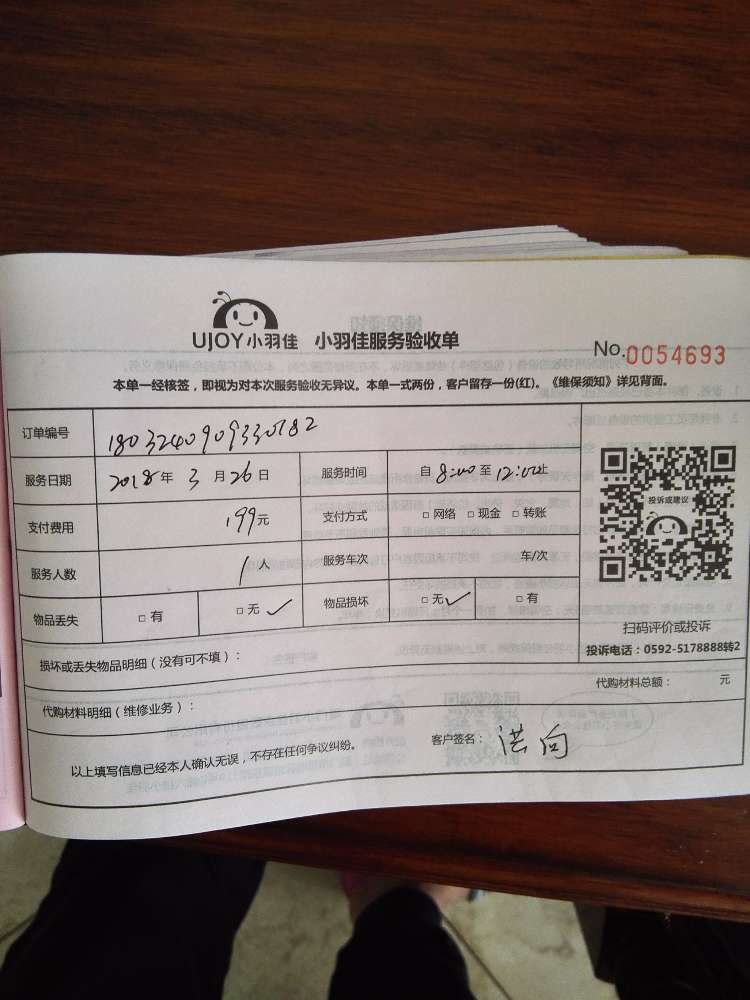 UJOY小羽佳 小羽佳服务验收单
No.0054693
本单一经核签，即视为对本次服务验收无异议。本单一式两份，客户留存一份(红)。《维保须知》详见背面。
订单编号 1803240909330182
服务日期 2018年 3 月 26 日 服务时间 自 8:00 至 12:00止
支付费用 199元 支付方式 □ 网络 □ 现金 □ 转账
服务人数 1 人 服务车次 车/次
物品丢失 □ 有 □ 无 ✓ 物品损坏 □ 无 ✓ □ 有
投诉或建议
扫码评价或投诉
投诉电话：0592-5178888转2
损坏或丢失物品明细（没有可不填）：
代购材料明细（维修业务）： 代购材料总额： 元
以上填写信息已经本人确认无误，不存在任何争议纠纷。 客户签名：洪向